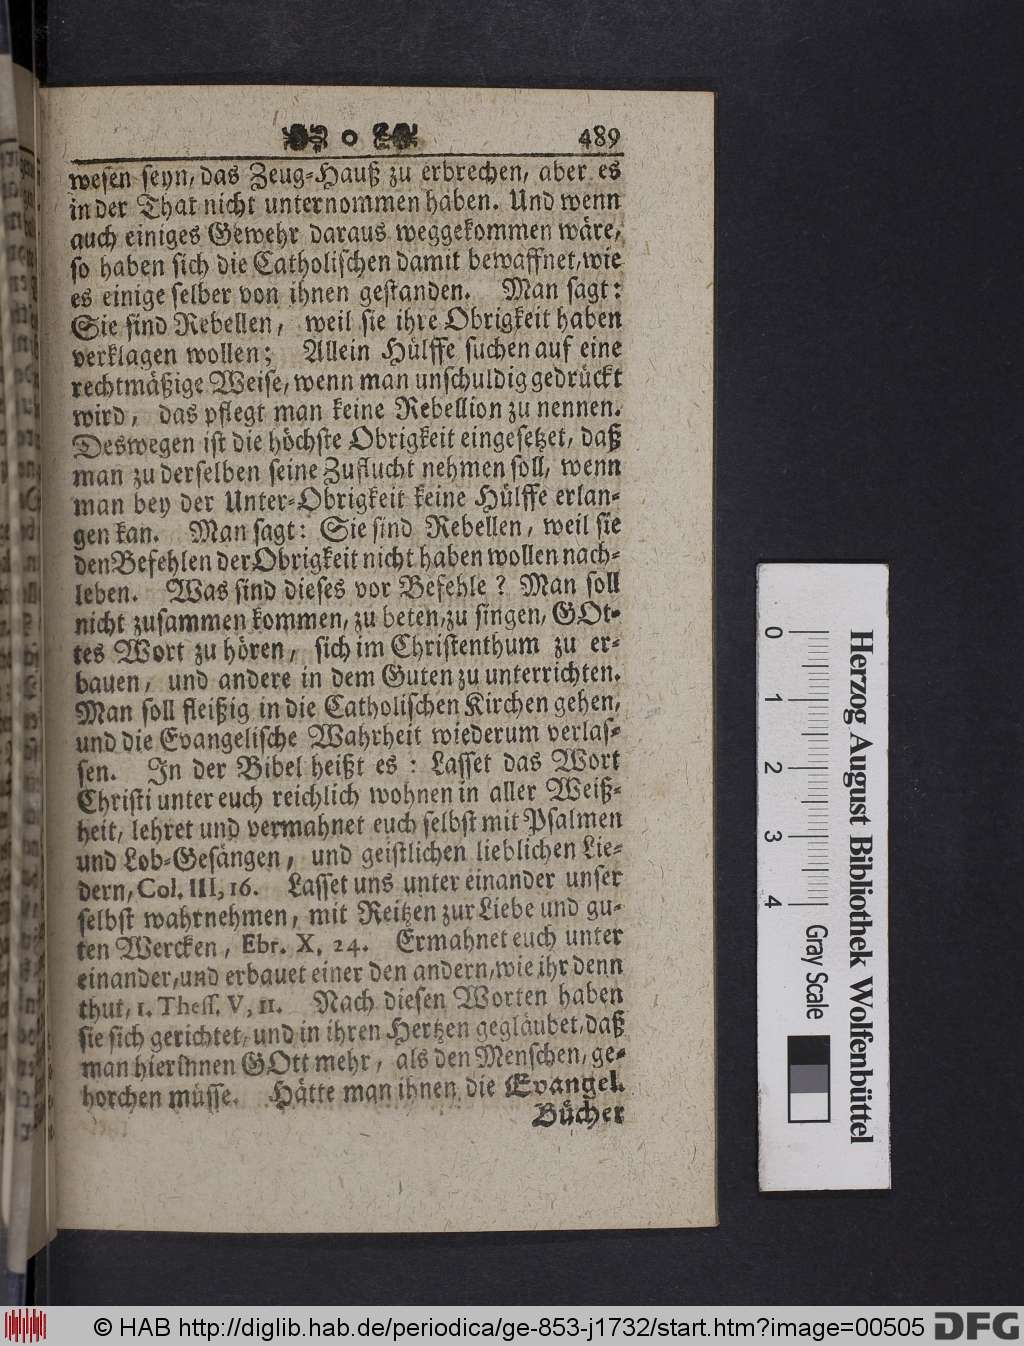 489
wesen seyn, das Zeug-Hauß zu erbrechen, aber es
in der That nicht unternommen haben. Und wenn
auch einiges Gewehr daraus weggekommen wäre,
so haben sich die Catholischen damit bewaffnet, wie
es einige selber von ihnen gestanden. Man sagt:
Sie sind Rebellen, weil sie ihre Obrigkeit haben
verklagen wollen; Allein Hülffe suchen auf eine
rechtmäßige Weise, wenn man unschuldig gedrückt
wird, das pflegt man keine Rebellion zu nennen.
Deswegen ist die höchste Obrigkeit eingesetzet, daß
man zu derselben seine Zuflucht nehmen soll, wenn
man bey der Unter-Obrigkeit keine Hülffe erlan-
gen kan. Man sagt: Sie sind Rebellen, weil sie
den Befehlen der Obrigkeit nicht haben wollen nach-
leben. Was sind dieses vor Befehle? Man soll
nicht zusammen kommen, zu beten, zu singen, GOt-
tes Wort zu hören, sich im Christenthum zu er-
bauen, und andere in dem Guten zu unterrichten.
Man soll fleißig in die Catholischen Kirchen gehen,
und die Evangelische Wahrheit wiederum verlas-
sen. In der Bibel heißt es: Lasset das Wort
Christi unter euch reichlich wohnen in aller Weiß-
heit, lehret und vermahnet euch selbst mit Psalmen
und Lob-Gesängen, und geistlichen lieblichen Lie-
dern, Col. III, 16. Lasset uns unter einander unser
selbst wahrnehmen, mit Reitzen zur Liebe und gu-
ten Wercken, Ebr. X, 24. Ermahnet euch unter
einander, und erbauet einer den andern, wie ihr denn
thut, 1. Thess. V, 11. Nach diesen Worten haben
sie sich gerichtet, und in ihren Hertzen gegläubet, daß
man hierinnen GOtt mehr, als den Menschen, ge-
horchen müsse. Hätte man ihnen die Evangel.
Bücher
0 1 2 3 4
Gray Scale
Herzog August Bibliothek Wolfenbüttel
© HAB http://diglib.hab.de/periodica/ge-853-j1732/start.htm?image=00505
DFG